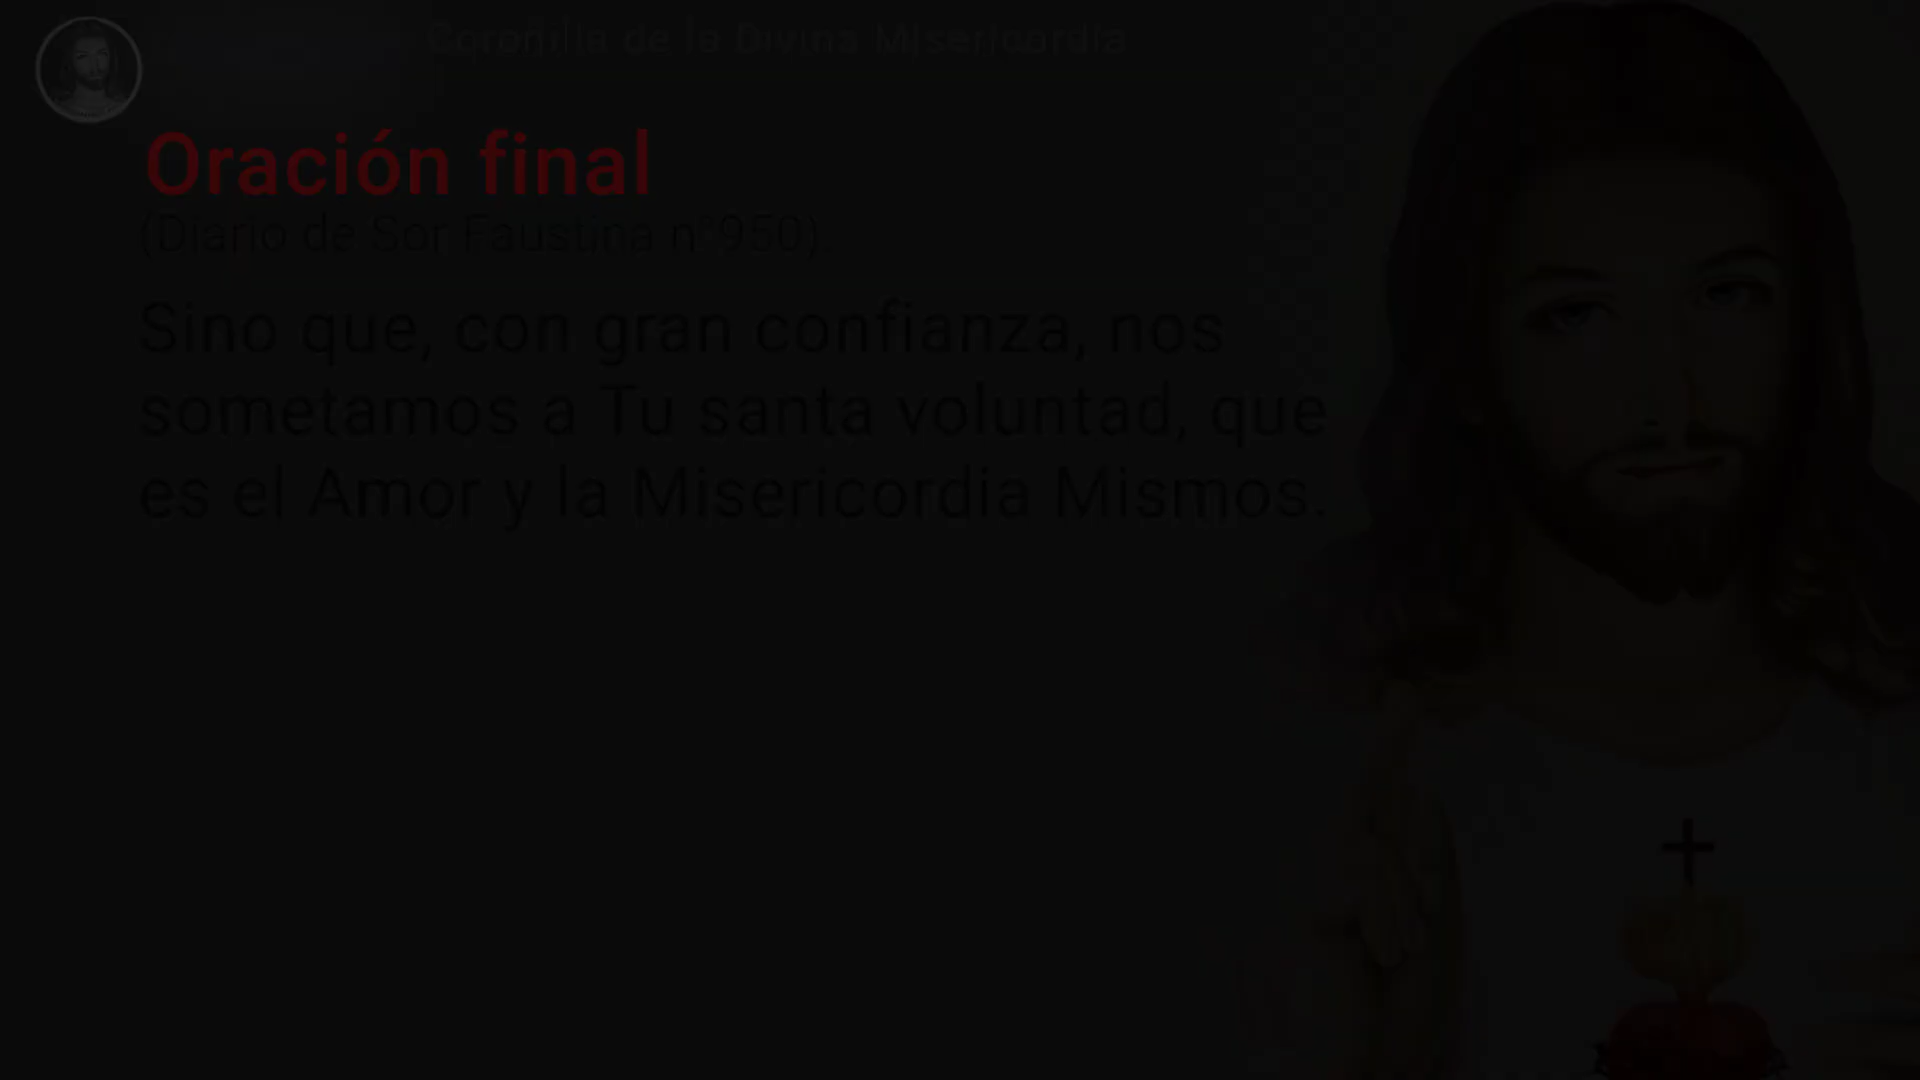 Coronilla de la Divina Misericordia
Oración final
(Diario de Sor Faustina n°950).
Sino que, con gran confianza, nos
sometamos a Tu santa voluntad, que
es el Amor y la Misericordia Mismos.